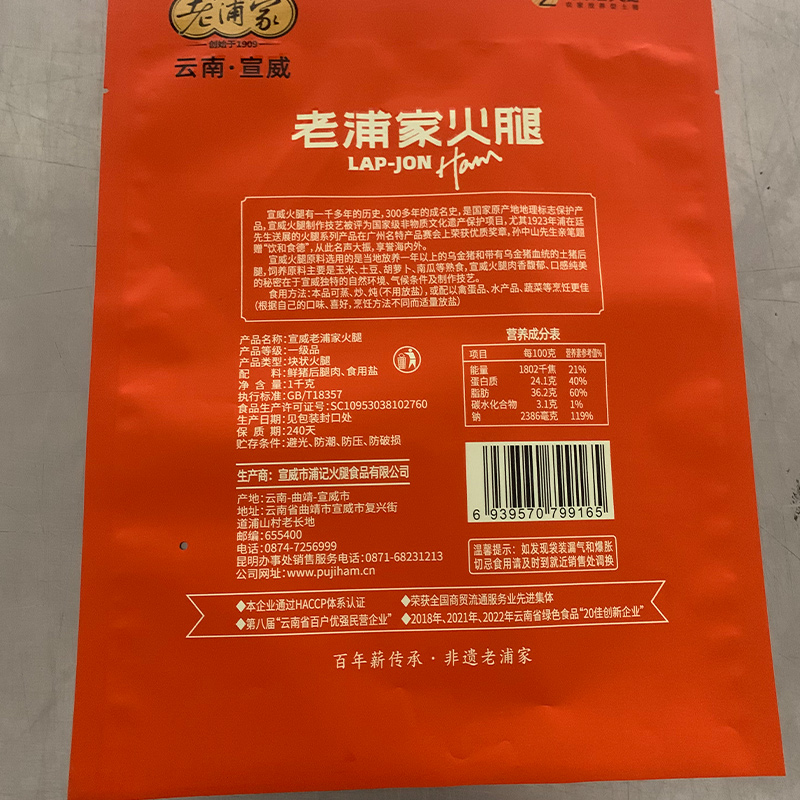 老浦家
创始于1909
云南·宣威
老浦家火腿
LAP-JON Ham
宣威火腿有一千多年的历史，300多年的成名史，是国家原产地地理标志保护产
品，宣威火腿制作技艺被评为国家级非物质文化遗产保护项目，尤其1923年浦在廷
先生送展的火腿系列产品在广州名特产品赛会上荣获优质奖章，孙中山先生亲笔题
赠“饮和食德”，从此名声大振，享誉海内外。
宣威火腿原料选用的是当地放养一年以上的乌金猪和带有乌金猪血统的土猪后
腿，饲养原料主要是玉米、土豆、胡萝卜、南瓜等熟食，宣威火腿肉香馥郁、口感纯美
的秘密在于宣威独特的自然环境、气候条件及制作技艺。
食用方法：本品可蒸、炒、炖（不用放盐），或配以禽蛋品、水产品、蔬菜等烹饪更佳
（根据自己的口味、喜好，烹饪方法不同而适量放盐）
产品名称：宣威老浦家火腿
产品等级：一级品
产品类型：块状火腿
配 料：鲜猪后腿肉、食用盐
净 含 量：1千克
执行标准：GB/T18357
食品生产许可证号：SC10953038102760
生产日期：见包装封口处
保 质 期：240天
贮存条件：避光、防潮、防压、防破损
营养成分表
项目 每100克 营养素参考值%
能量 1802千焦 21%
蛋白质 24.1克 40%
脂肪 36.2克 60%
碳水化合物 3.1克 1%
钠 2386毫克 119%
生产商：宣威市浦记火腿食品有限公司
产地：云南-曲靖-宣威市
地址：云南省曲靖市宣威市复兴街
道浦山村老长地
邮编：655400
电话：0874-7256999
昆明办事处销售服务电话：0871-68231213
公司网址：www.pujiham.cn
6 939570 799165
温馨提示：如发现袋装漏气和爆胀
切忌食用请及时到就近销售处调换
◆本企业通过HACCP体系认证 ◆荣获全国商贸流通服务业先进集体
◆第八届“云南省百户优强民营企业” ◆2018年、2021年、2022年云南省绿色食品“20佳创新企业”
百年薪传承·非遗老浦家